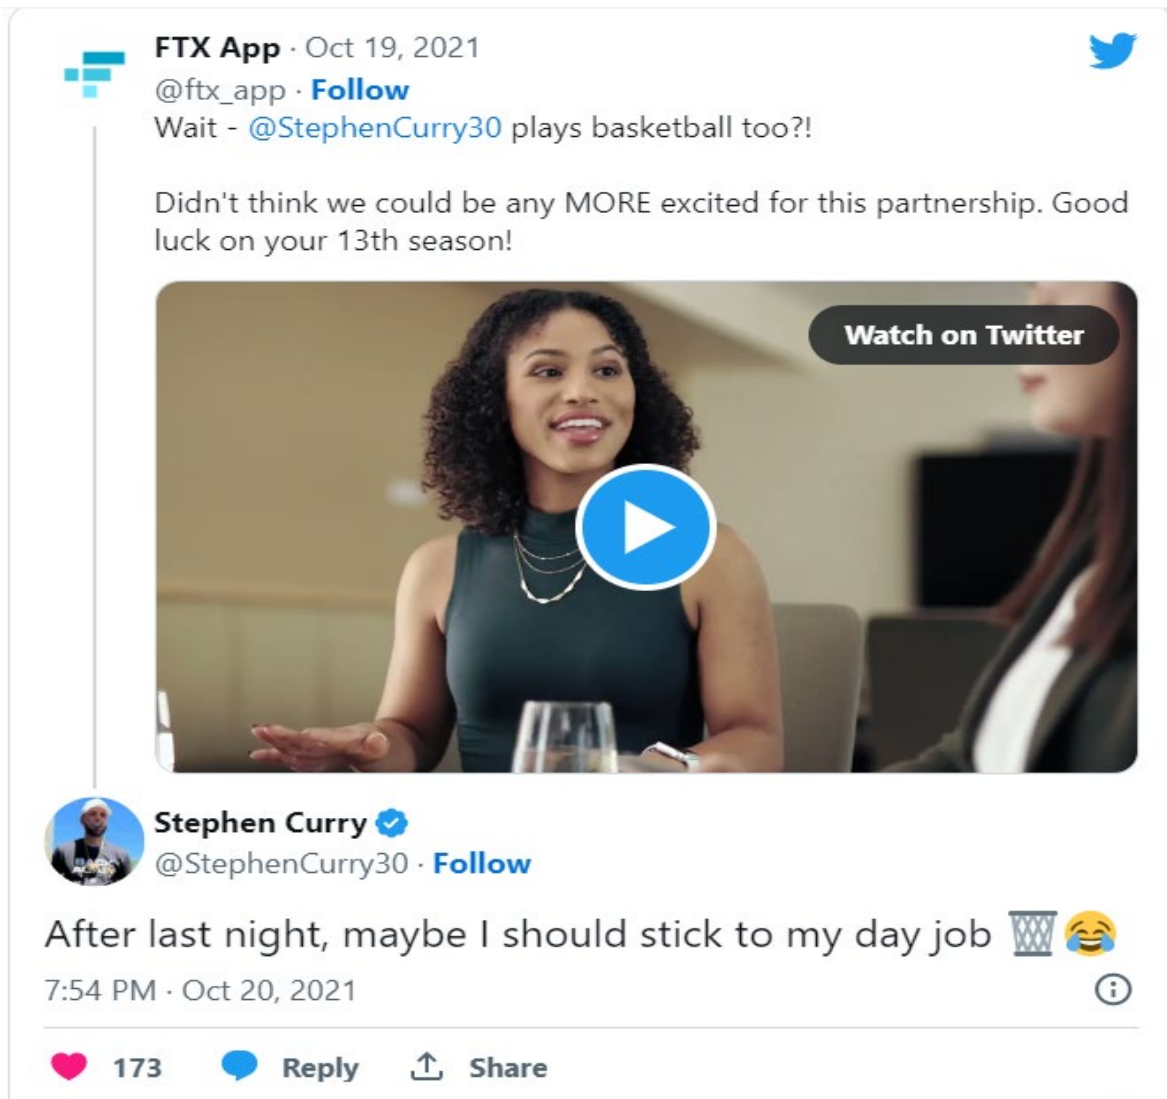 FTX App · Oct 19, 2021
@ftx_app · Follow
Wait - @StephenCurry30 plays basketball too?!
Didn't think we could be any MORE excited for this partnership. Good
luck on your 13th season!
Watch on Twitter
Stephen Curry
@StephenCurry30 · Follow
After last night, maybe I should stick to my day job 🗑️😂
7:54 PM · Oct 20, 2021
173 Reply Share